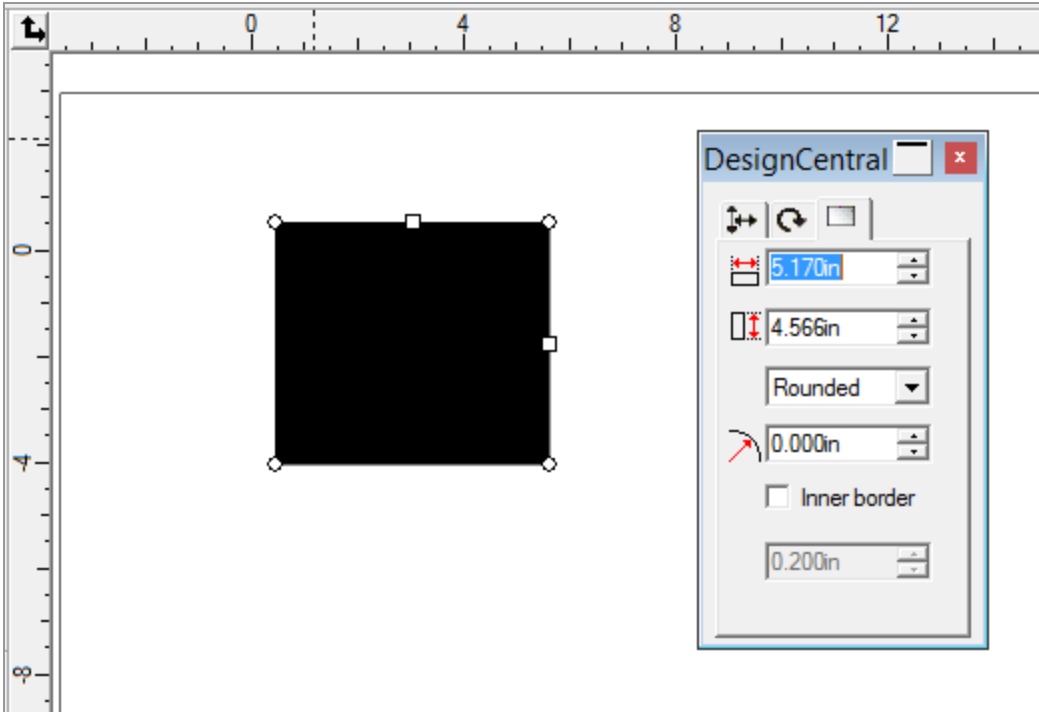 0 4 8 12
DesignCentral
x
5.170in
0
4.566in
Rounded
0.000in
-4
Inner border
0.200in
-8